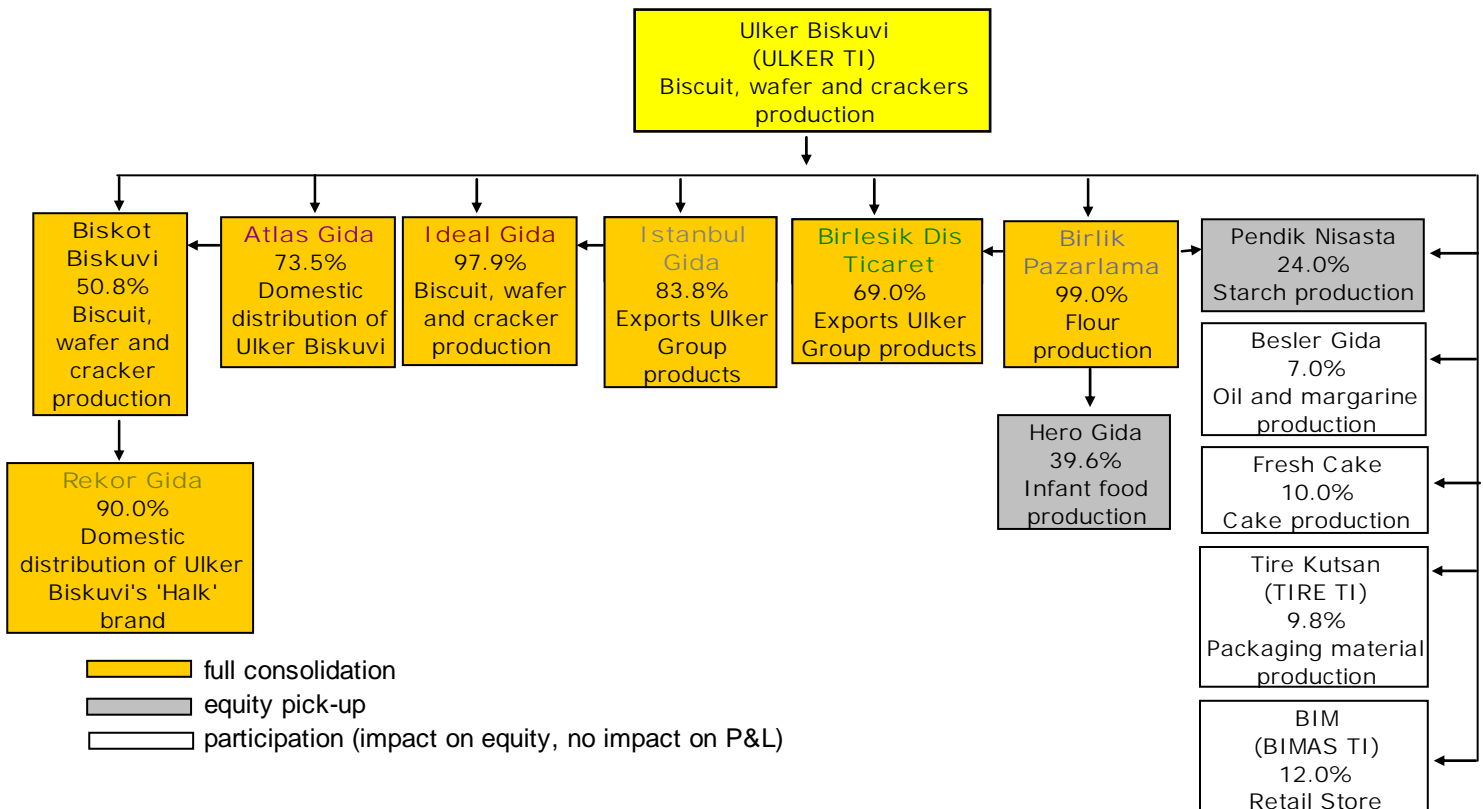 Ulker Biskuvi
(ULKER TI)
Biscuit, wafer and crackers
production
Biskot
Biskuvi
50.8%
Biscuit,
wafer and
cracker
production
Atlas Gida
73.5%
Domestic
distribution of
Ulker Biskuvi
Ideal Gida
97.9%
Biscuit, wafer
and cracker
production
Istanbul
Gida
83.8%
Exports Ulker
Group
products
Birlesik Dis
Ticaret
69.0%
Exports Ulker
Group products
Birlik
Pazarlama
99.0%
Flour
production
Pendik Nisasta
24.0%
Starch production
Besler Gida
7.0%
Oil and margarine
production
Hero Gida
39.6%
Infant food
production
Fresh Cake
10.0%
Cake production
Rekor Gida
90.0%
Domestic
distribution of Ulker
Biskuvi's 'Halk'
brand
Tire Kutsan
(TIRE TI)
9.8%
Packaging material
production
BIM
(BIMAS TI)
12.0%
Retail Store
full consolidation
equity pick-up
participation (impact on equity, no impact on P&L)